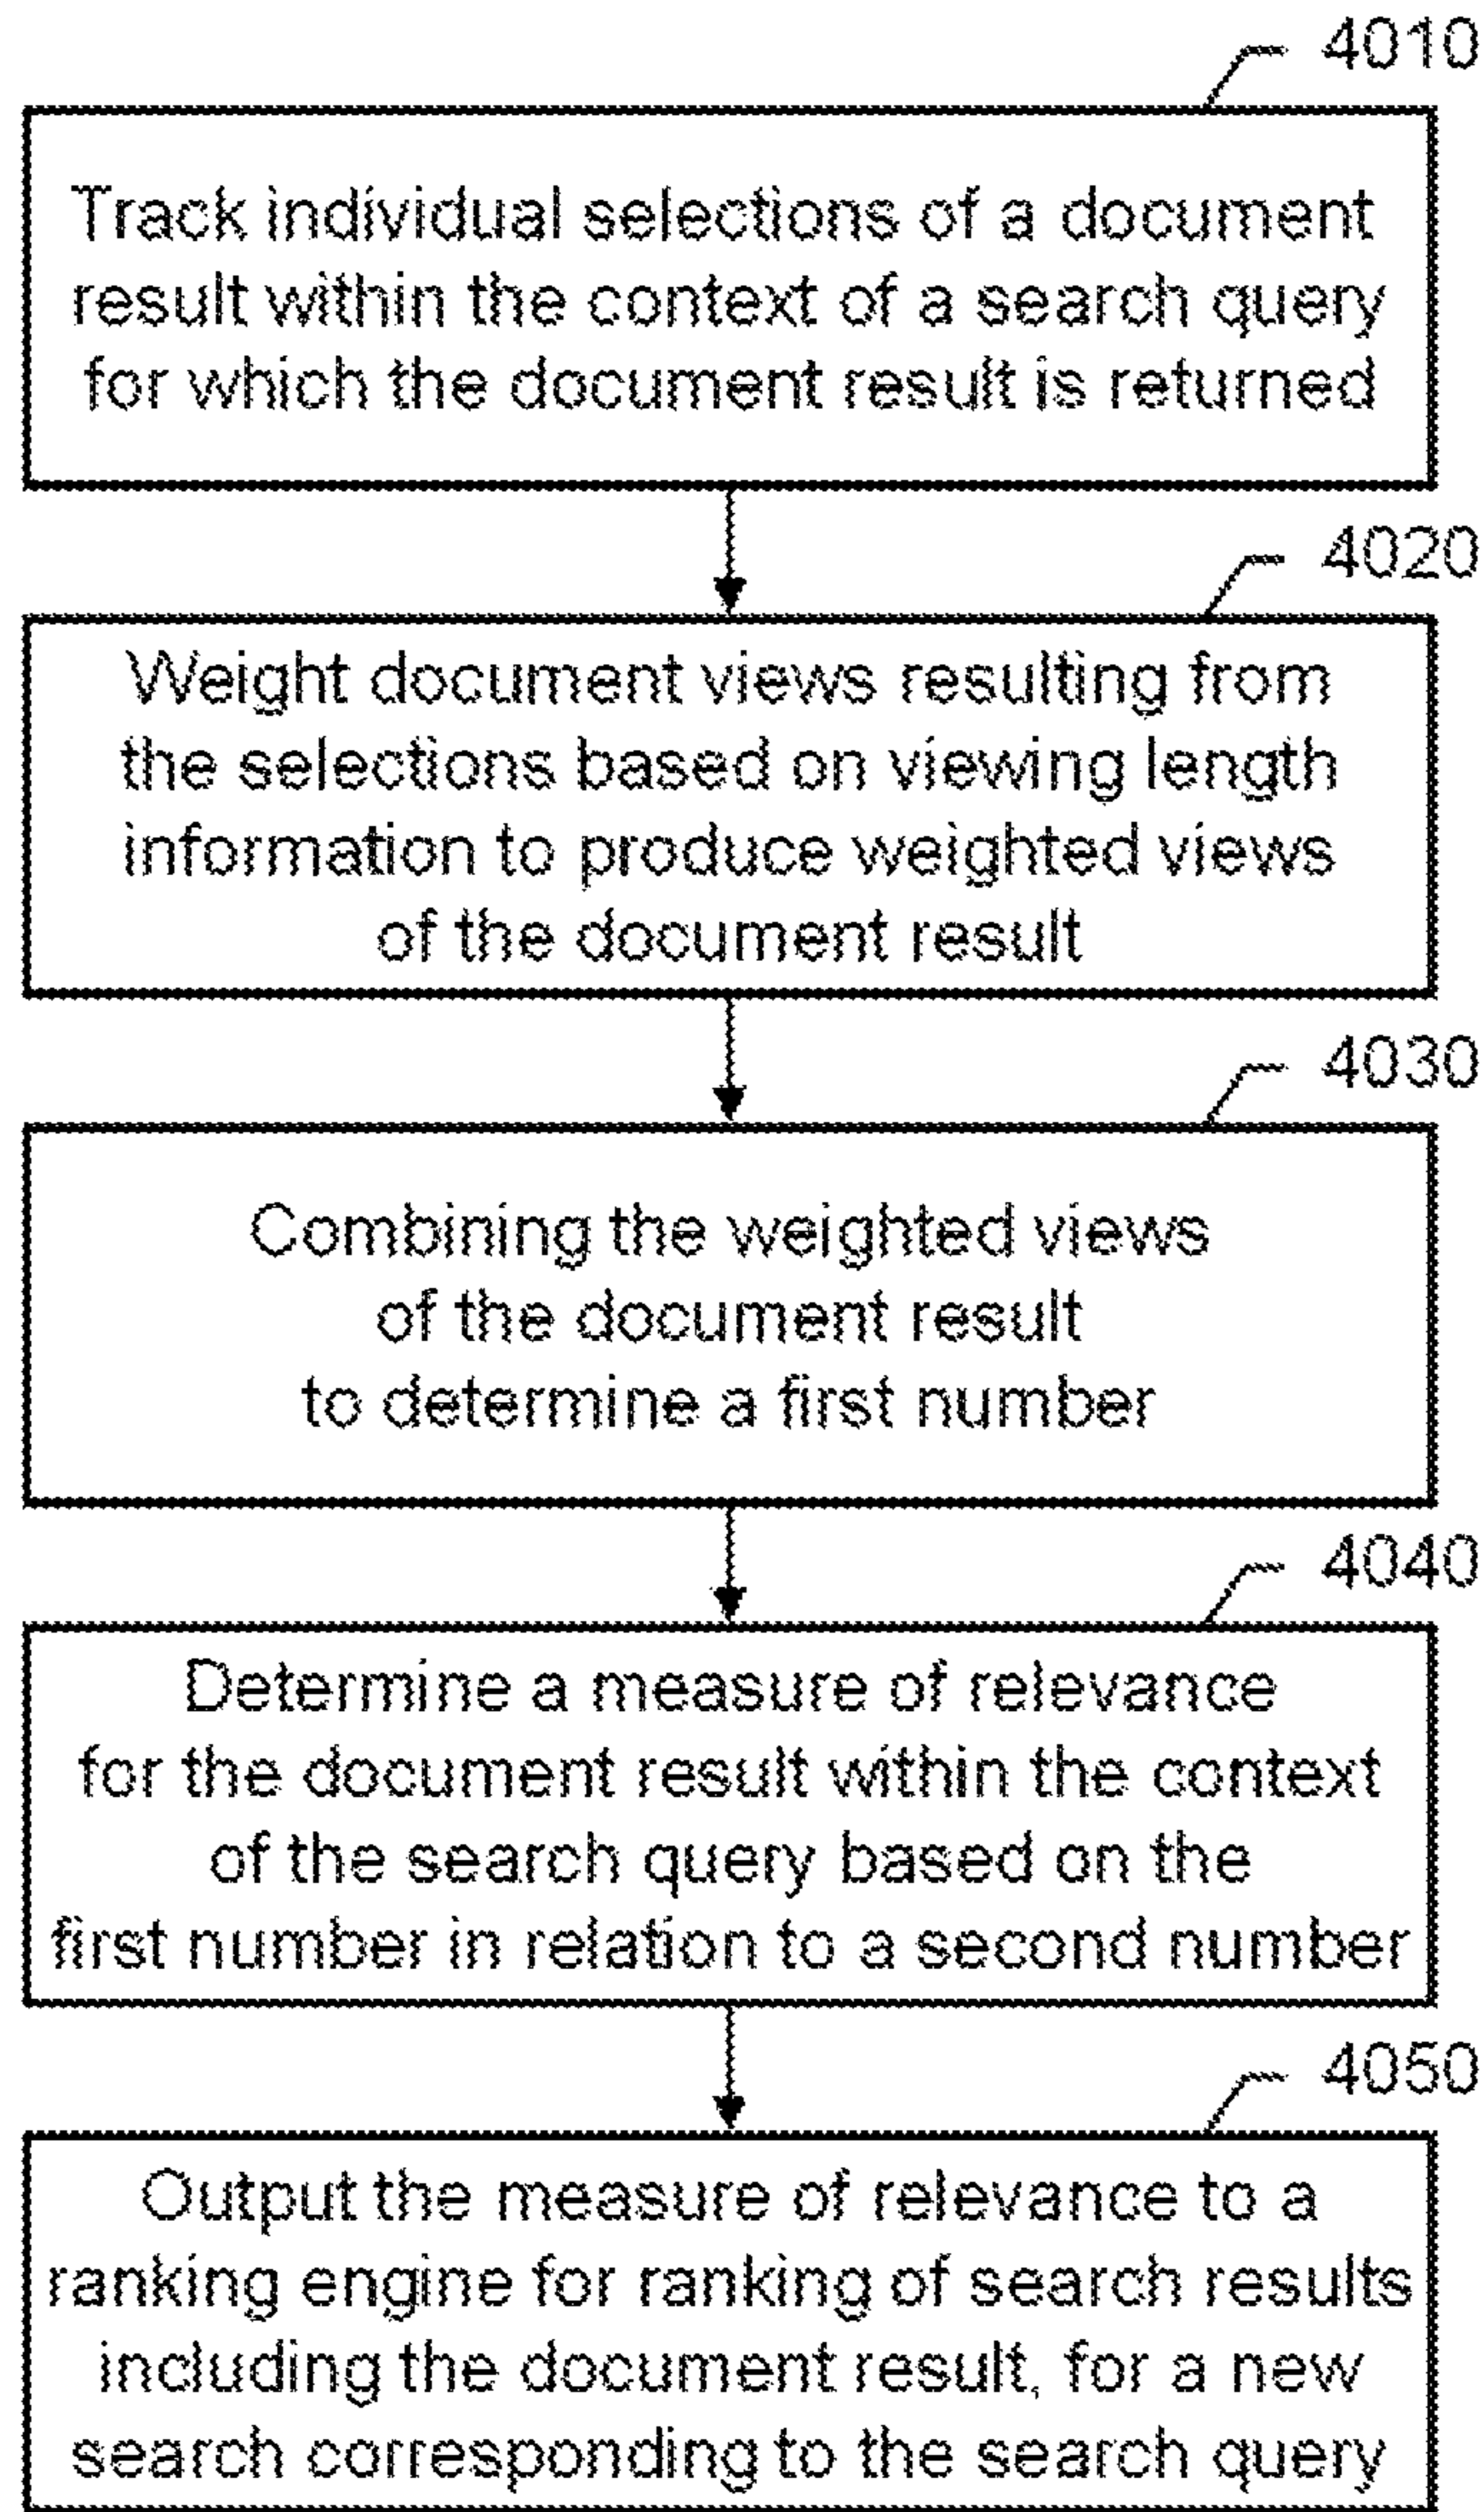 4010
Track individual selections of a document
result within the context of a search query
for which the document result is returned
4020
Weight document views resulting from
the selections based on viewing length
information to produce weighted views
of the document result
4030
Combining the weighted views
of the document result
to determine a first number
4040
Determine a measure of relevance
for the document result within the context
of the search query based on the
first number in relation to a second number
4050
Output the measure of relevance to a
ranking engine for ranking of search results
including the document result, for a new
search corresponding to the search query